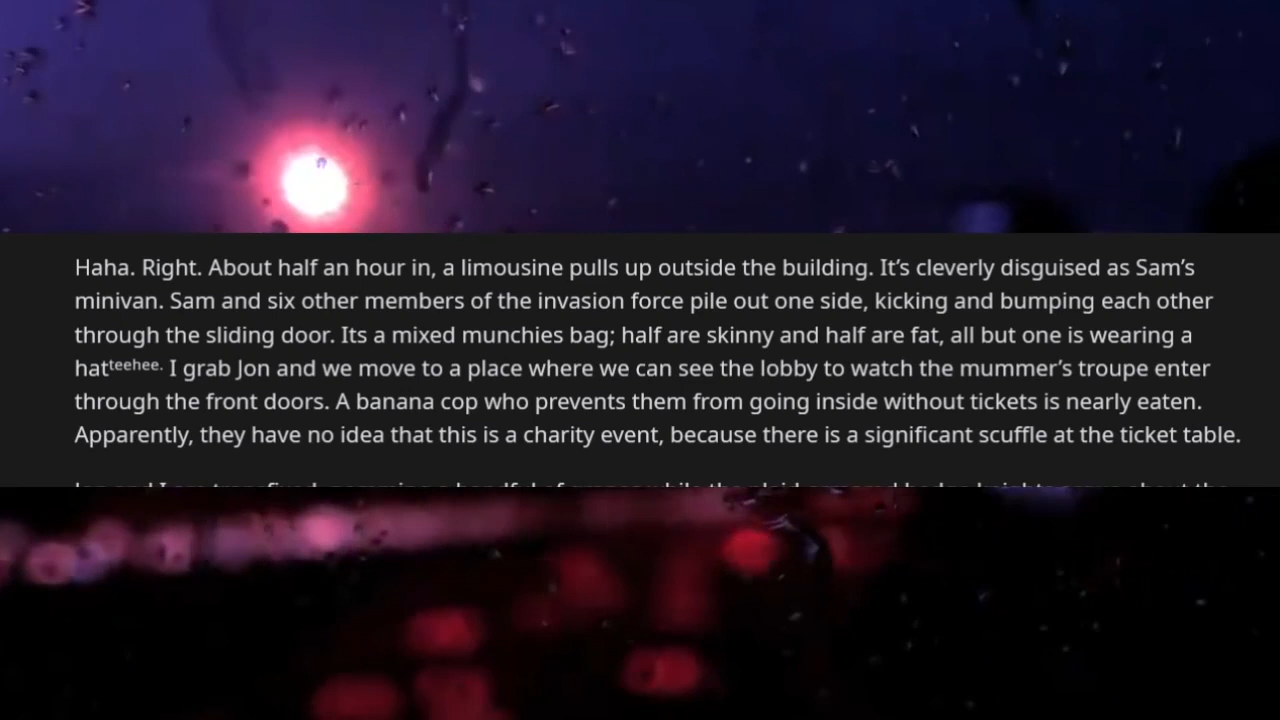 Haha. Right. About half an hour in, a limousine pulls up outside the building. It’s cleverly disguised as Sam’s
minivan. Sam and six other members of the invasion force pile out one side, kicking and bumping each other
through the sliding door. Its a mixed munchies bag; half are skinny and half are fat, all but one is wearing a
hatteehee. I grab Jon and we move to a place where we can see the lobby to watch the mummer’s troupe enter
through the front doors. A banana cop who prevents them from going inside without tickets is nearly eaten.
Apparently, they have no idea that this is a charity event, because there is a significant scuffle at the ticket table.